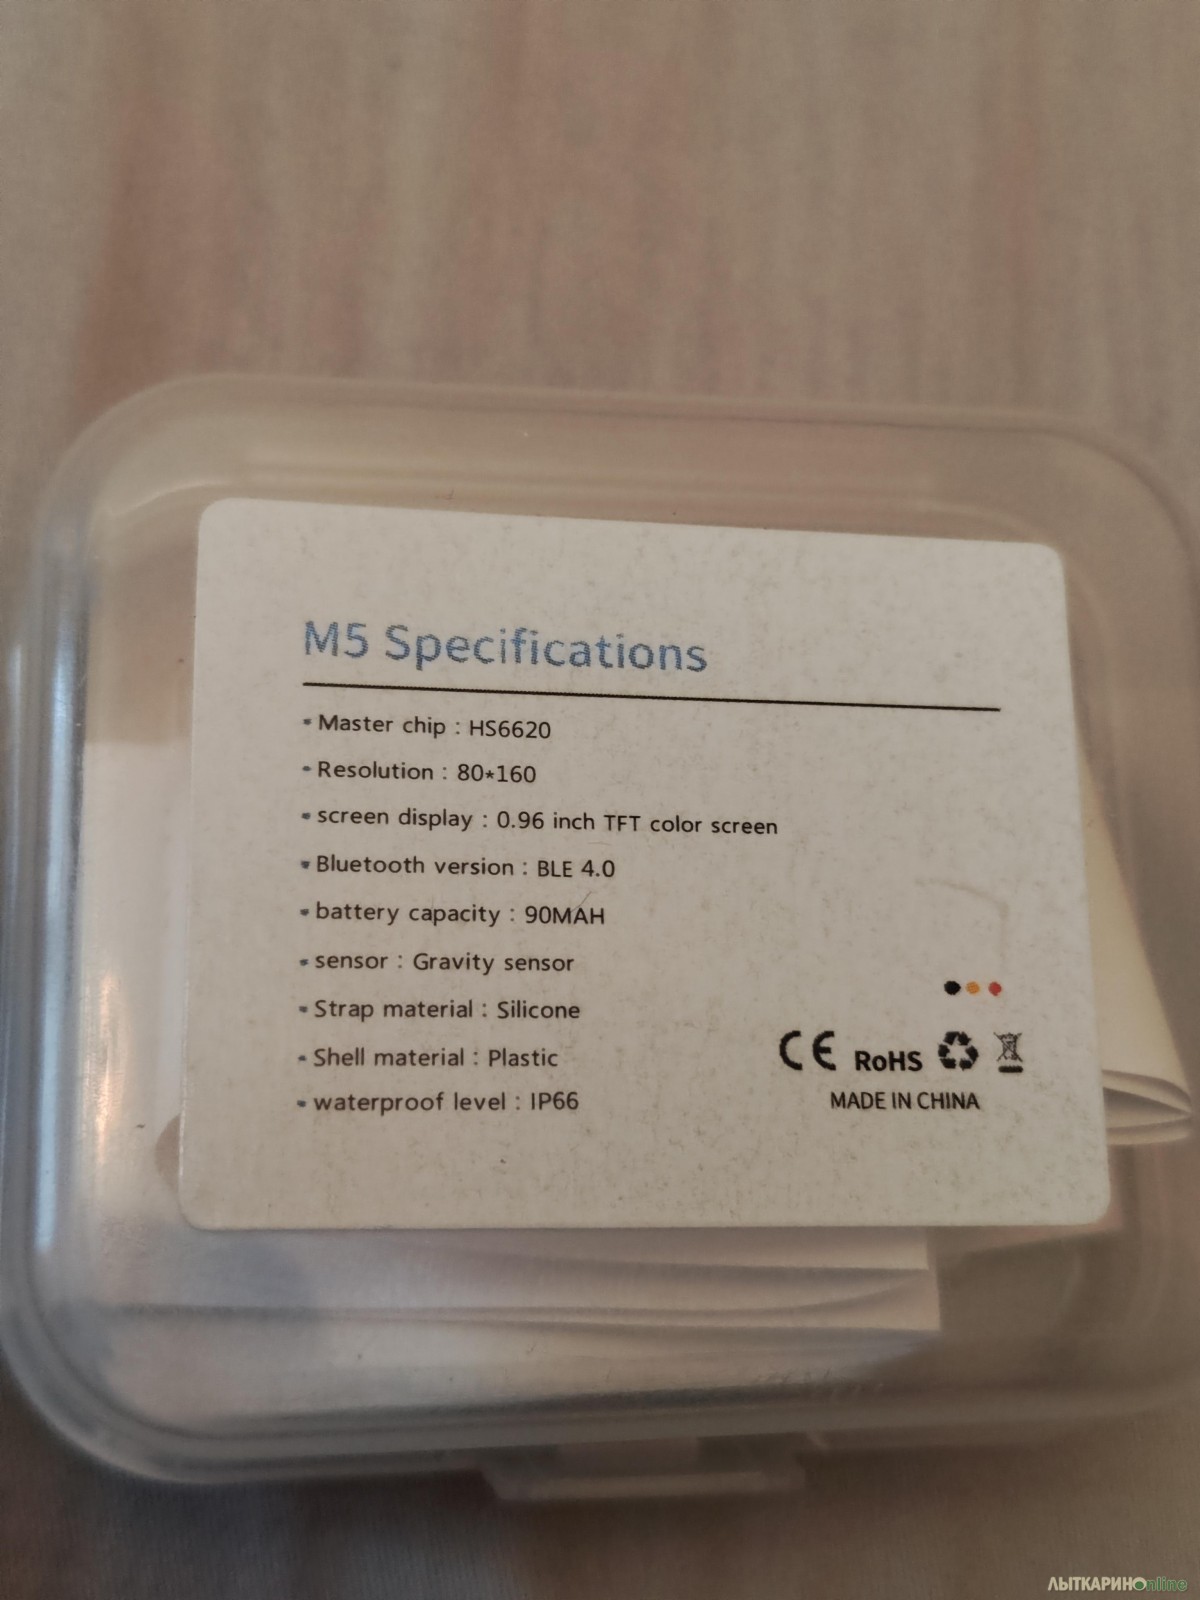 M5 Specifications
• Master chip : HS6620
• Resolution : 80*160
• screen display : 0.96 inch TFT color screen
• Bluetooth version : BLE 4.0
• battery capacity : 90MAH
• sensor : Gravity sensor
• Strap material : Silicone
• Shell material : Plastic
• waterproof level : IP66
CE RoHS
MADE IN CHINA
ЛЫТКАРИНОnline